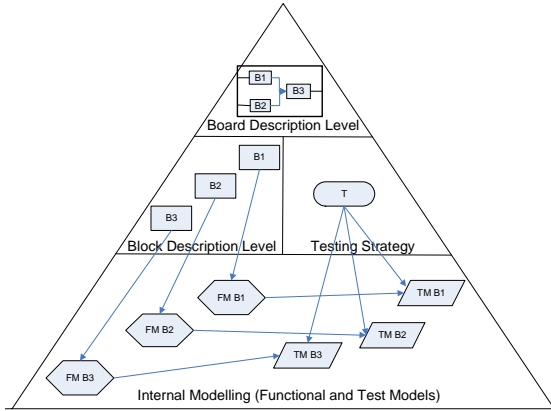 B1
B3
B2
Board Description Level
B1
B2
T
B3
Block Description Level
Testing Strategy
FM B1
TM B1
FM B2
TM B2
TM B3
FM B3
Internal Modelling (Functional and Test Models)